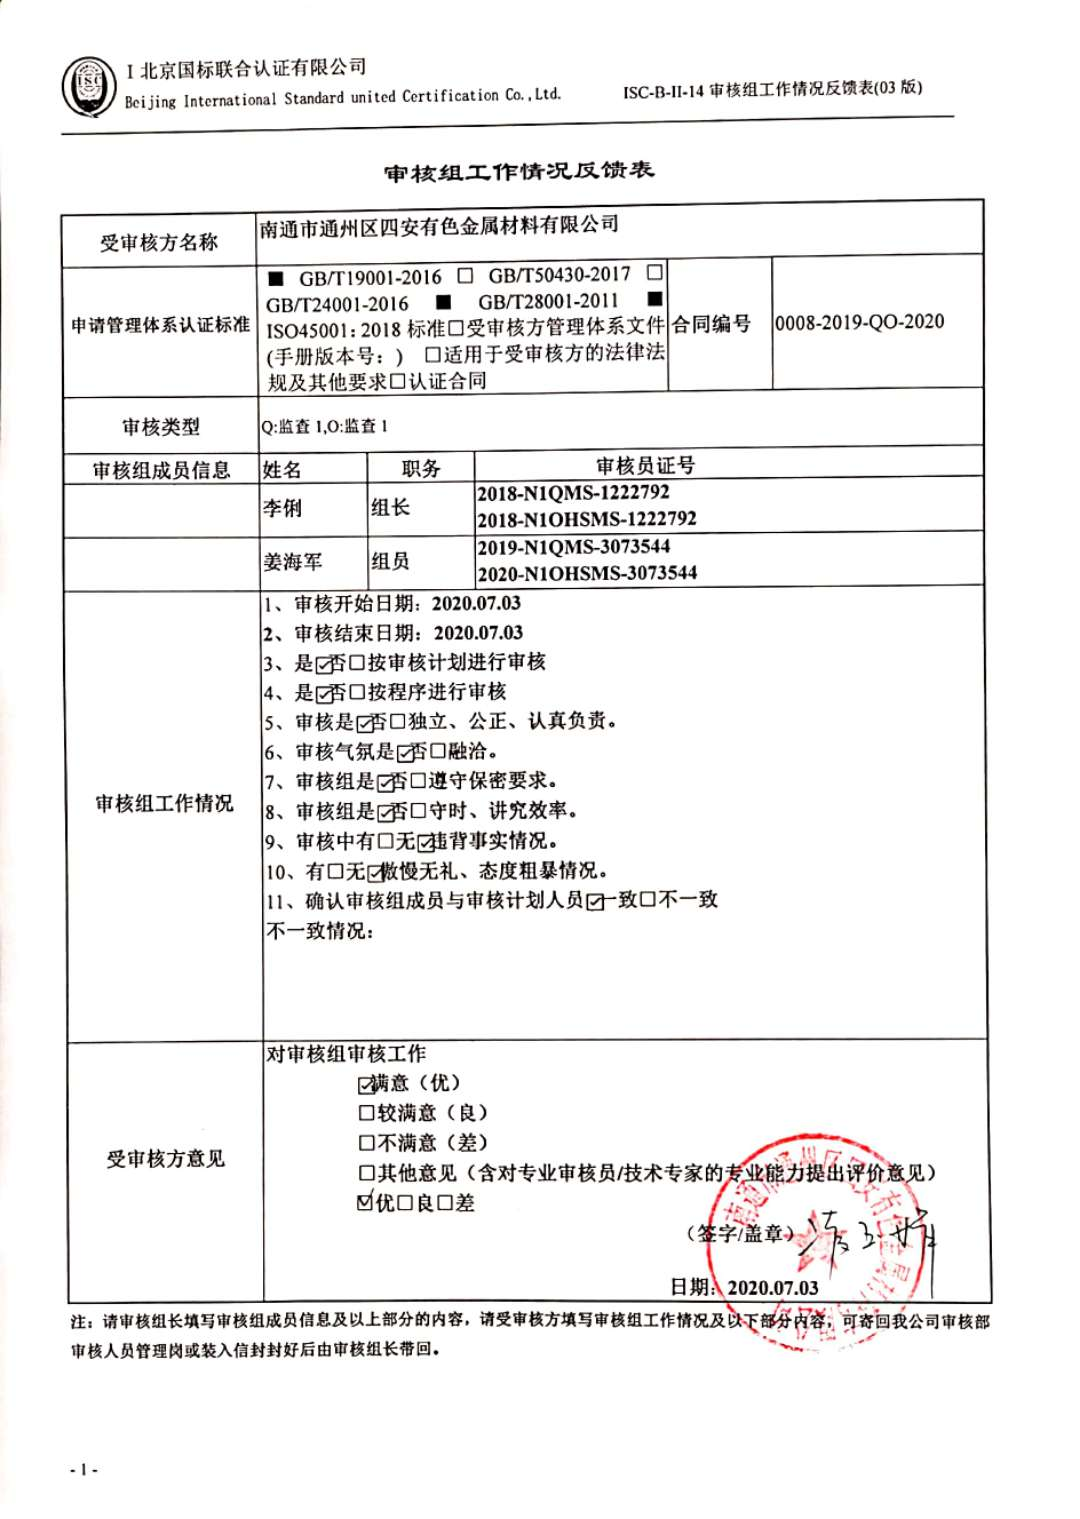 ISC
I 北京国标联合认证有限公司
Beijing International Standard united Certification Co.,Ltd.
ISC-B-II-14 审核组工作情况反馈表(03 版)
审核组工作情况反馈表
受审核方名称
南通市通州区四安有色金属材料有限公司
申请管理体系认证标准
■ GB/T19001-2016 □ GB/T50430-2017 □
GB/T24001-2016 ■ GB/T28001-2011 ■
ISO45001: 2018 标准□受审核方管理体系文件
(手册版本号: ) □适用于受审核方的法律法
规及其他要求□认证合同
合同编号
0008-2019-QO-2020
审核类型
Q:监查 1,O:监查 1
审核组成员信息
姓名
职务
审核员证号
李俐
组长
2018-N1QMS-1222792
2018-N1OHSMS-1222792
姜海军
组员
2019-N1QMS-3073544
2020-N1OHSMS-3073544
审核组工作情况
1、审核开始日期: 2020.07.03
2、审核结束日期: 2020.07.03
3、是☑否□按审核计划进行审核
4、是☑否□按程序进行审核
5、审核是☑否□独立、公正、认真负责。
6、审核气氛是☑否□融洽。
7、审核组是☑否□遵守保密要求。
8、审核组是☑否□守时、讲究效率。
9、审核中有□无☑违背事实情况。
10、有□无☑傲慢无礼、态度粗暴情况。
11、确认审核组成员与审核计划人员☑一致□不一致
不一致情况:
受审核方意见
对审核组审核工作
☑满意（优）
□较满意（良）
□不满意（差）
□其他意见（含对专业审核员/技术专家的专业能力提出评价意见）
☑优□良□差
（签字/盖章）
日期: 2020.07.03
注: 请审核组长填写审核组成员信息及以上部分的内容，请受审核方填写审核组工作情况及以下部分内容，可寄回我公司审核部
审核人员管理岗或装入信封封好后由审核组长带回。
- 1 -